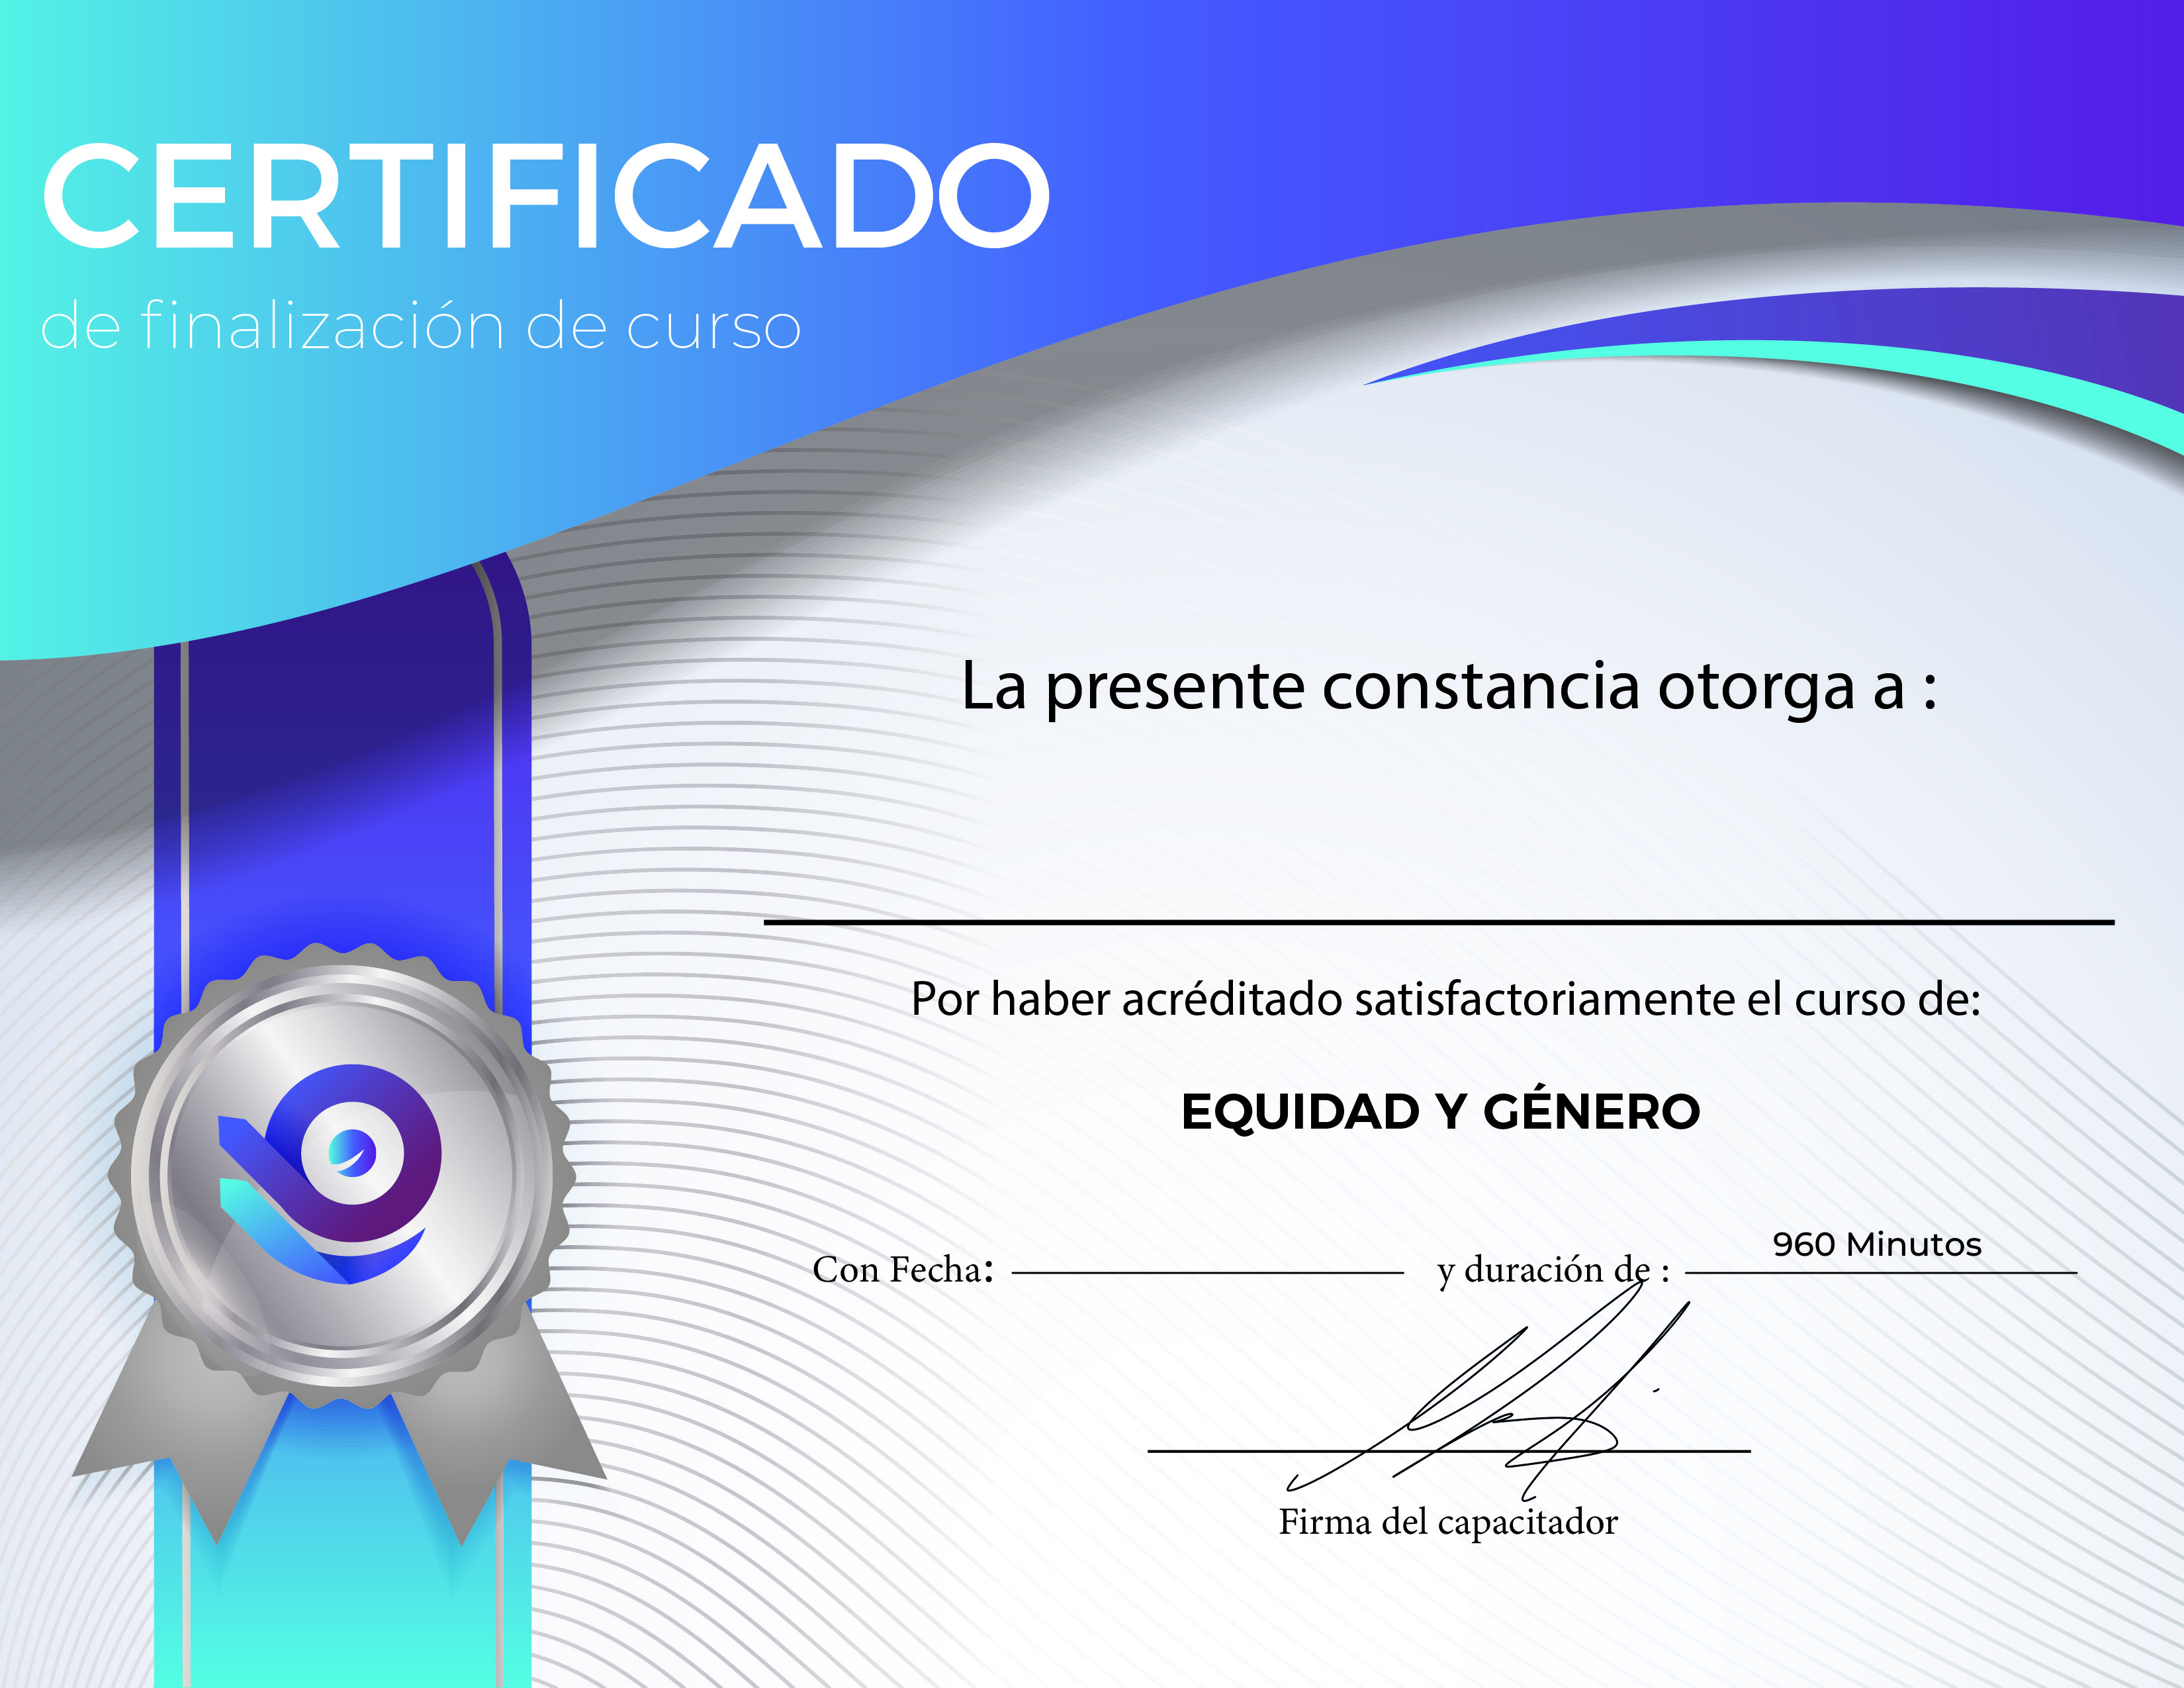 CERTIFICADO
de finalización de curso
La presente constancia otorga a :
Por haber acréditado satisfactoriamente el curso de:
EQUIDAD Y GÉNERO
Con Fecha: y duración de : 960 Minutos
Firma del capacitador